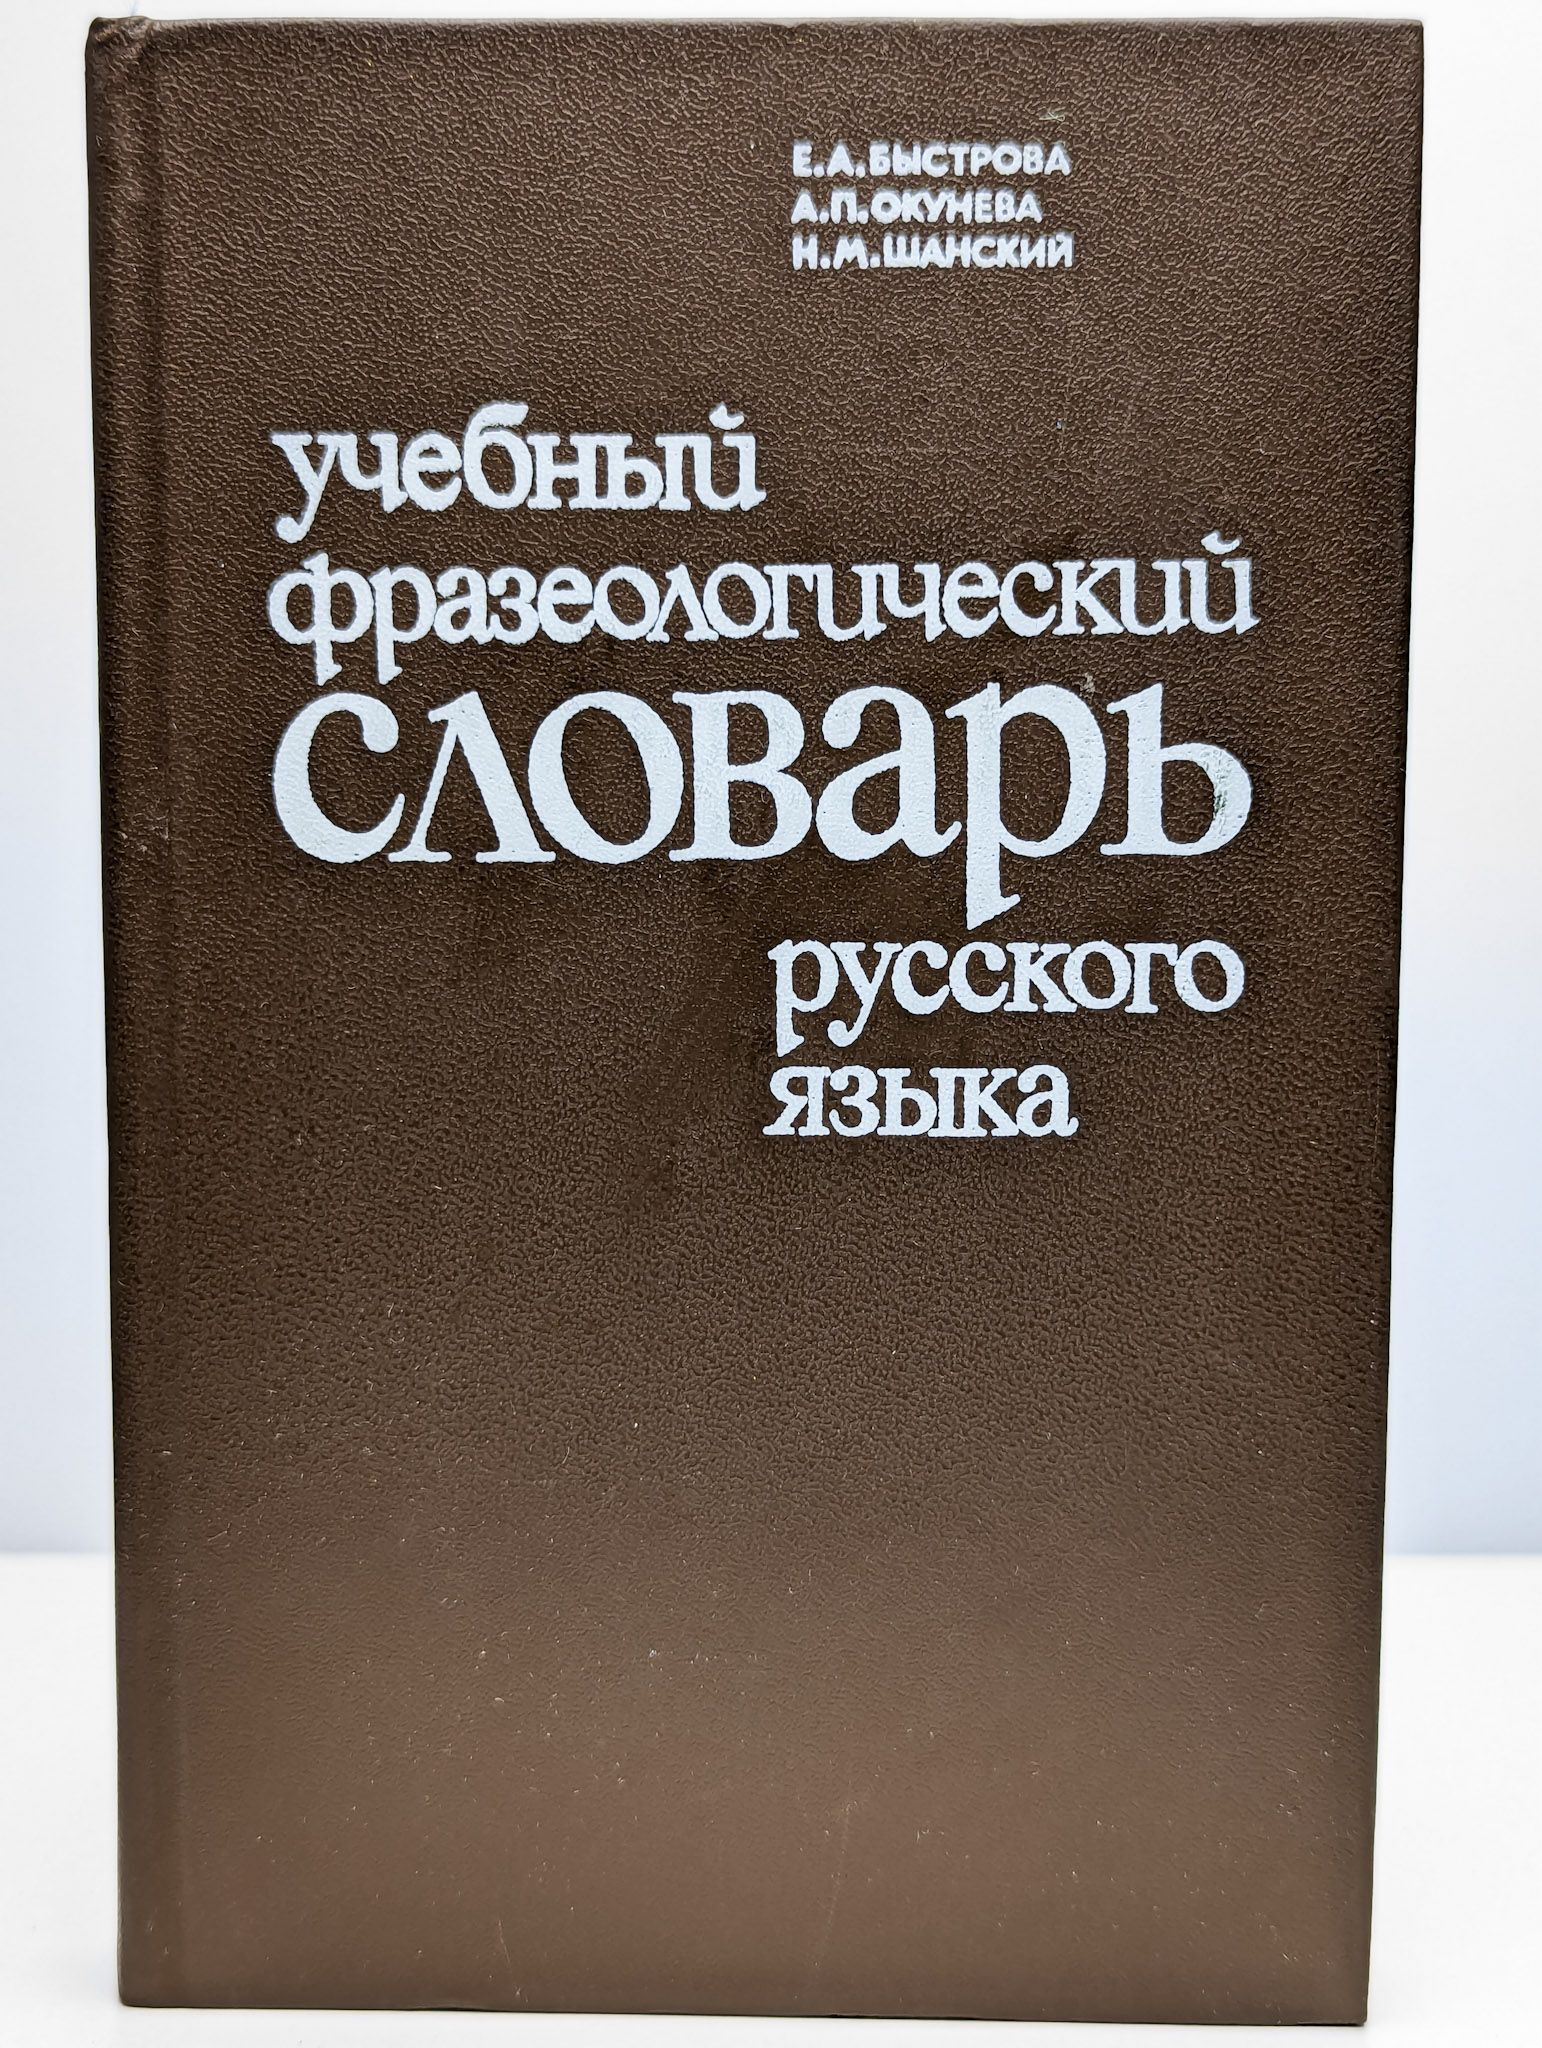 Е.А.БЫСТРОВА
А.П.ОКУНЕВА
Н.М.ШАНСКИЙ
учебный
фразеологический
словарь
русского
языка